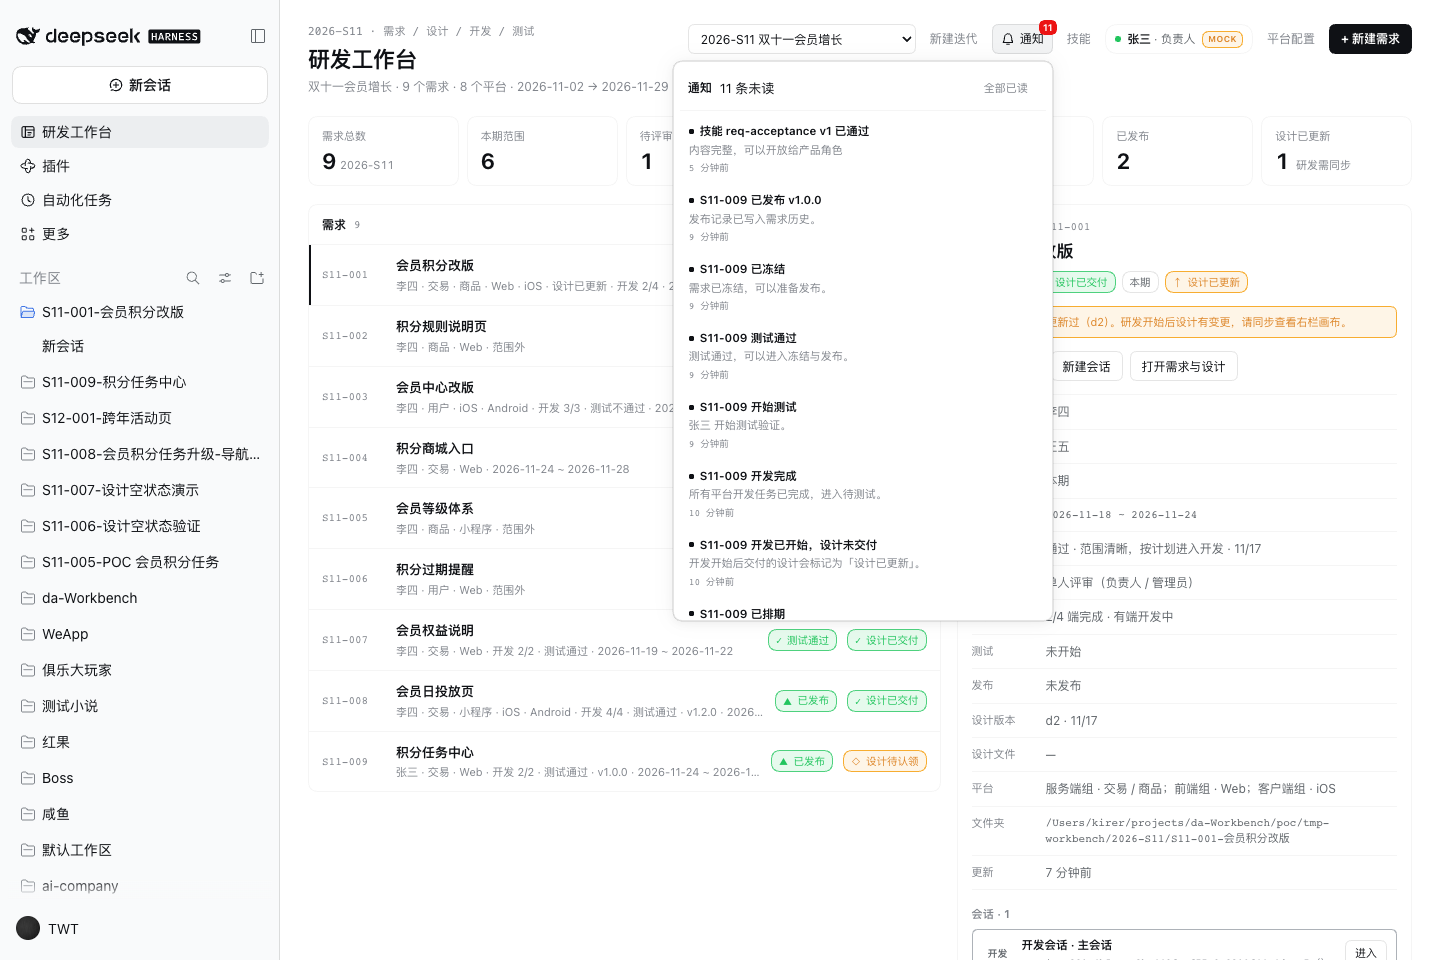 deepseek HARNESS
新会话
研发工作台
插件
自动化任务
更多
工作区
S11-001-会员积分改版
新会话
S11-009-积分任务中心
S12-001-跨年活动页
S11-008-会员积分任务升级-导航...
S11-007-设计空状态演示
S11-006-设计空状态验证
S11-005-POC 会员积分任务
da-Workbench
WeApp
俱乐大玩家
测试小说
红果
Boss
咸鱼
默认工作区
ai-company
TWT
2026-S11 · 需求 / 设计 / 开发 / 测试
研发工作台
双十一会员增长 · 9 个需求 · 8 个平台 · 2026-11-02 → 2026-11-29
2026-S11 双十一会员增长
新建迭代
通知
11
技能
张三 · 负责人 MOCK
平台配置
+ 新建需求
需求总数
9 2026-S11
本期范围
6
待评审
1
已发布
2
设计已更新
1 研发需同步
需求 9
S11-001
会员积分改版
李四 · 交易 · 商品 · Web · iOS · 设计已更新 · 开发 2/4 · 2
S11-002
积分规则说明页
李四 · 商品 · Web · 范围外
S11-003
会员中心改版
李四 · 用户 · iOS · Android · 开发 3/3 · 测试不通过 · 202
S11-004
积分商城入口
李四 · 交易 · Web · 2026-11-24 ~ 2026-11-28
S11-005
会员等级体系
李四 · 商品 · 小程序 · 范围外
S11-006
积分过期提醒
李四 · 用户 · Web · 范围外
S11-007
会员权益说明
李四 · 交易 · Web · 开发 2/2 · 测试通过 · 2026-11-19 ~ 2026-11-22
✓ 测试通过
✓ 设计已交付
S11-008
会员日投放页
李四 · 交易 · 小程序 · iOS · Android · 开发 4/4 · 测试通过 · v1.2.0 · 2026...
▲ 已发布
✓ 设计已交付
S11-009
积分任务中心
张三 · 交易 · Web · 开发 2/2 · 测试通过 · v1.0.0 · 2026-11-24 ~ 2026-1...
▲ 已发布
◇ 设计待认领
通知 11 条未读
全部已读
技能 req-acceptance v1 已通过
内容完整，可以开放给产品角色
5 分钟前
S11-009 已发布 v1.0.0
发布记录已写入需求历史。
9 分钟前
S11-009 已冻结
需求已冻结，可以准备发布。
9 分钟前
S11-009 测试通过
测试通过，可以进入冻结与发布。
9 分钟前
S11-009 开始测试
张三 开始测试验证。
9 分钟前
S11-009 开发完成
所有平台开发任务已完成，进入待测试。
10 分钟前
S11-009 开发已开始，设计未交付
开发开始后交付的设计会标记为「设计已更新」。
10 分钟前
S11-009 已排期
11-001
改版
设计已交付
本期
↑ 设计已更新
更新过（d2）。研发开始后设计有变更，请同步查看右栏画布。
新建会话
打开需求与设计
李四
王五
本期
2026-11-18 ~ 2026-11-24
通过 · 范围清晰，按计划进入开发 · 11/17
单人评审（负责人 / 管理员）
2/4 端完成 · 有端开发中
测试 未开始
发布 未发布
设计版本 d2 · 11/17
设计文件 —
平台 服务端组 · 交易 / 商品；前端组 · Web；客户端组 · iOS
文件夹 /Users/kirer/projects/da-Workbench/poc/tmp-
workbench/2026-S11/S11-001-会员积分改版
更新 7 分钟前
会话 · 1
开发
开发会话 · 主会话
进入